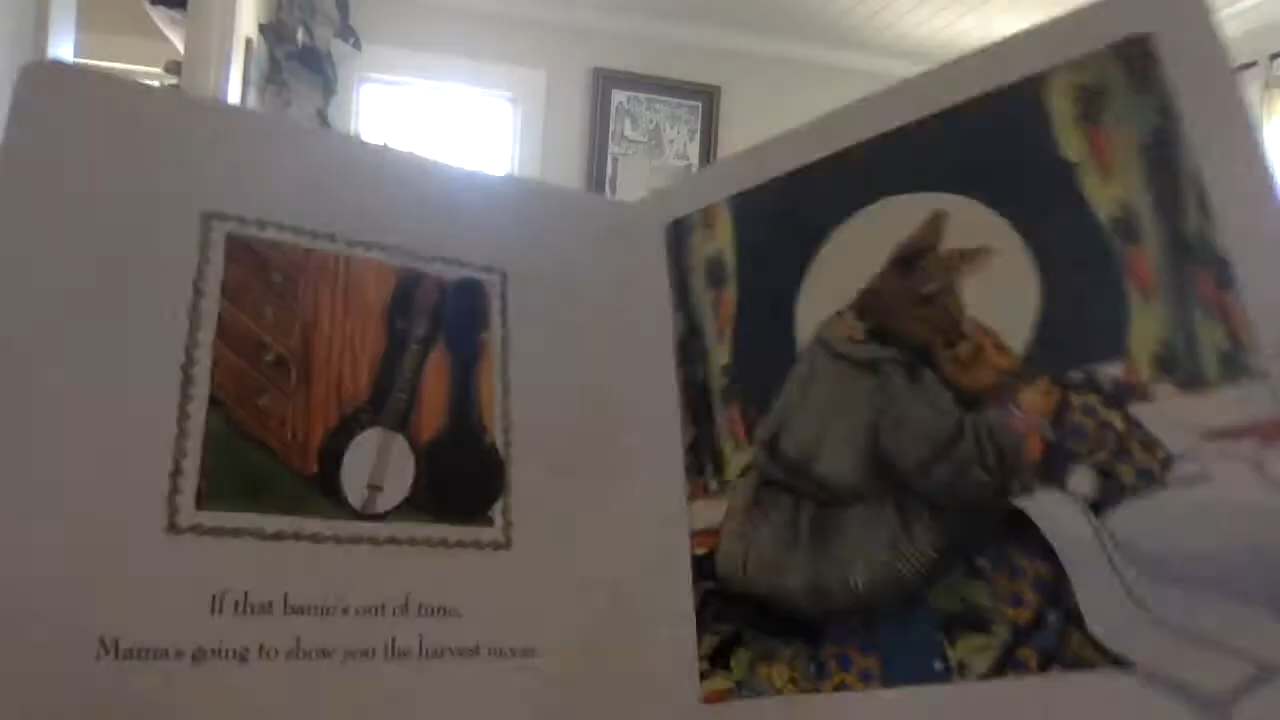 If that banjo's out of tune,
Mama's going to show you the harvest moon.